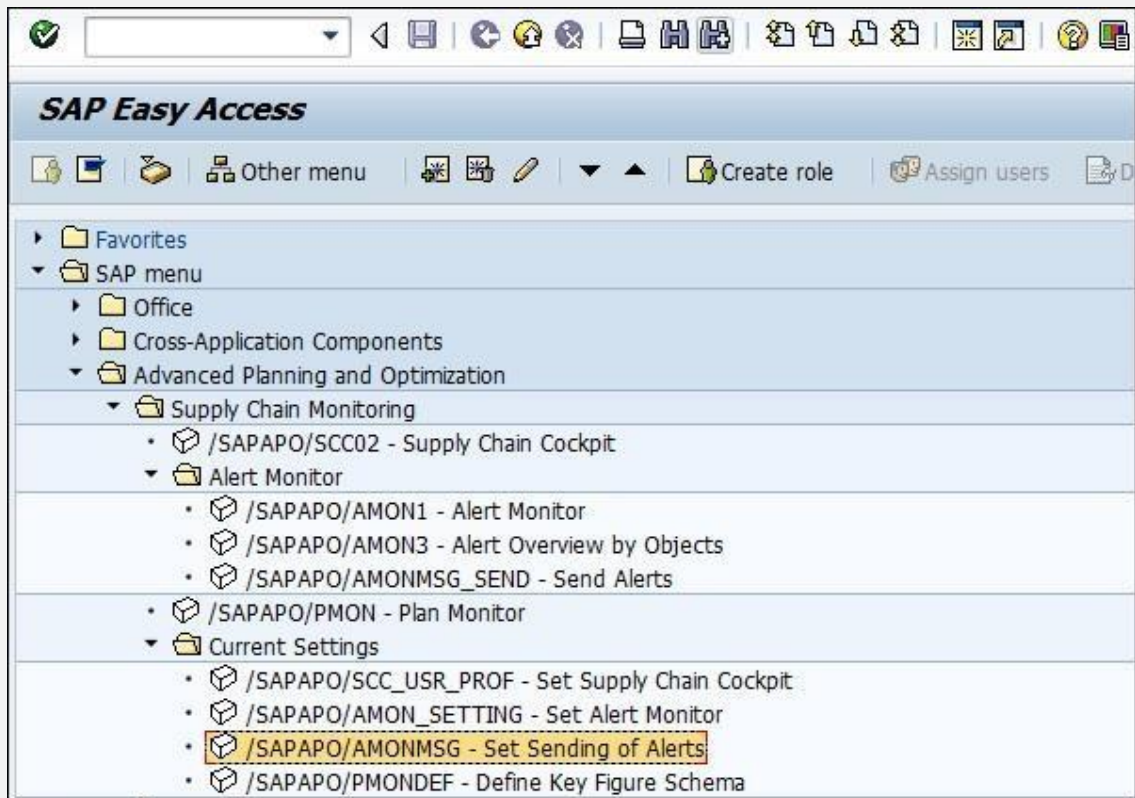 SAP Easy Access
Other menu Create role Assign users D
Favorites
SAP menu
Office
Cross-Application Components
Advanced Planning and Optimization
Supply Chain Monitoring
/SAPAPO/SCC02 - Supply Chain Cockpit
Alert Monitor
/SAPAPO/AMON1 - Alert Monitor
/SAPAPO/AMON3 - Alert Overview by Objects
/SAPAPO/AMONMSG_SEND - Send Alerts
/SAPAPO/PMON - Plan Monitor
Current Settings
/SAPAPO/SCC_USR_PROF - Set Supply Chain Cockpit
/SAPAPO/AMON_SETTING - Set Alert Monitor
/SAPAPO/AMONMSG - Set Sending of Alerts
/SAPAPO/PMONDEF - Define Key Figure Schema